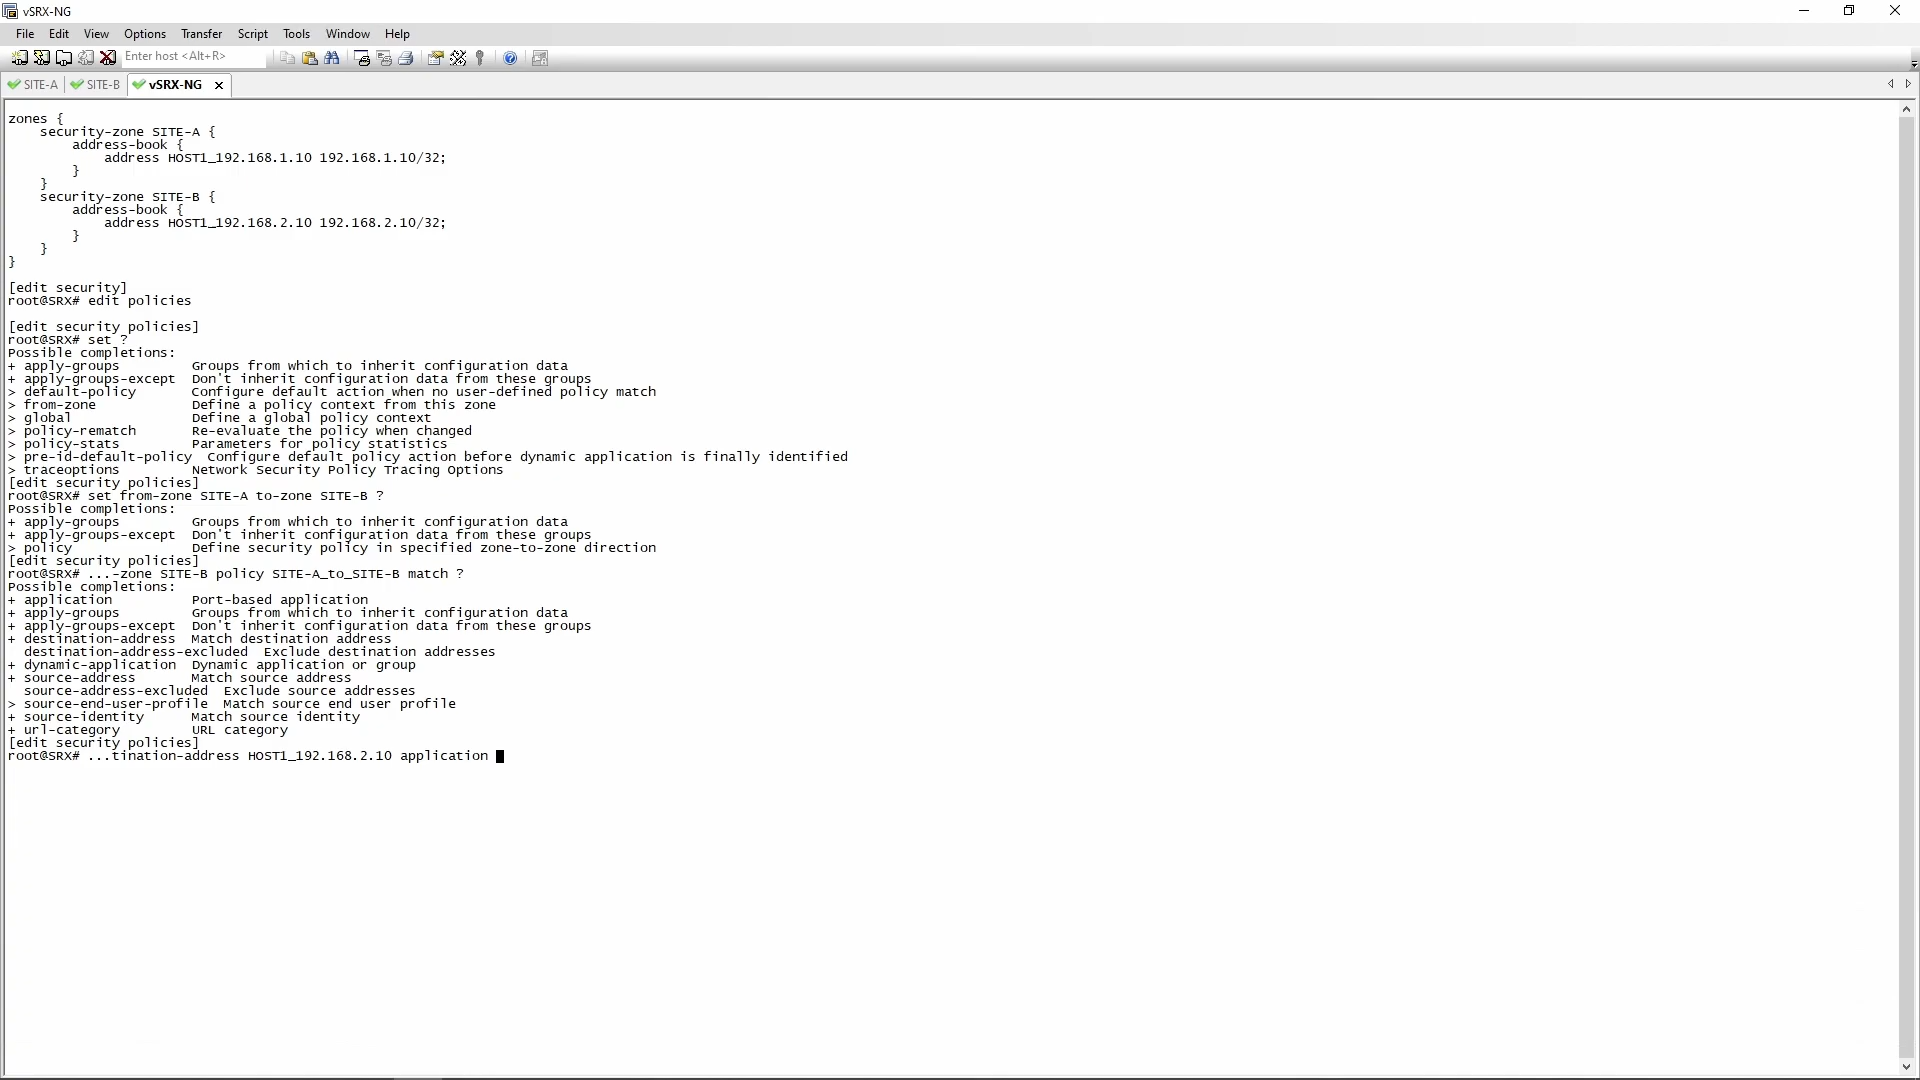 vSRX-NG
File Edit View Options Transfer Script Tools Window Help
Enter host <Alt+R>
SITE-A SITE-B vSRX-NG
zones {
    security-zone SITE-A {
        address-book {
            address HOST1_192.168.1.10 192.168.1.10/32;
        }
    }
    security-zone SITE-B {
        address-book {
            address HOST1_192.168.2.10 192.168.2.10/32;
        }
    }
}
[edit security]
root@SRX# edit policies
[edit security policies]
root@SRX# set ?
Possible completions:
+ apply-groups         Groups from which to inherit configuration data
+ apply-groups-except  Don't inherit configuration data from these groups
> default-policy       Configure default action when no user-defined policy match
> from-zone            Define a policy context from this zone
> global               Define a global policy context
> policy-rematch       Re-evaluate the policy when changed
> policy-stats         Parameters for policy statistics
> pre-id-default-policy  Configure default policy action before dynamic application is finally identified
> traceoptions         Network Security Policy Tracing Options
[edit security policies]
root@SRX# set from-zone SITE-A to-zone SITE-B ?
Possible completions:
+ apply-groups         Groups from which to inherit configuration data
+ apply-groups-except  Don't inherit configuration data from these groups
> policy               Define security policy in specified zone-to-zone direction
[edit security policies]
root@SRX# ...-zone SITE-B policy SITE-A_to_SITE-B match ?
Possible completions:
+ application          Port-based application
+ apply-groups         Groups from which to inherit configuration data
+ apply-groups-except  Don't inherit configuration data from these groups
+ destination-address  Match destination address
  destination-address-excluded  Exclude destination addresses
+ dynamic-application  Dynamic application or group
+ source-address       Match source address
  source-address-excluded  Exclude source addresses
> source-end-user-profile  Match source end user profile
+ source-identity      Match source identity
+ url-category         URL category
[edit security policies]
root@SRX# ...tination-address HOST1_192.168.2.10 application